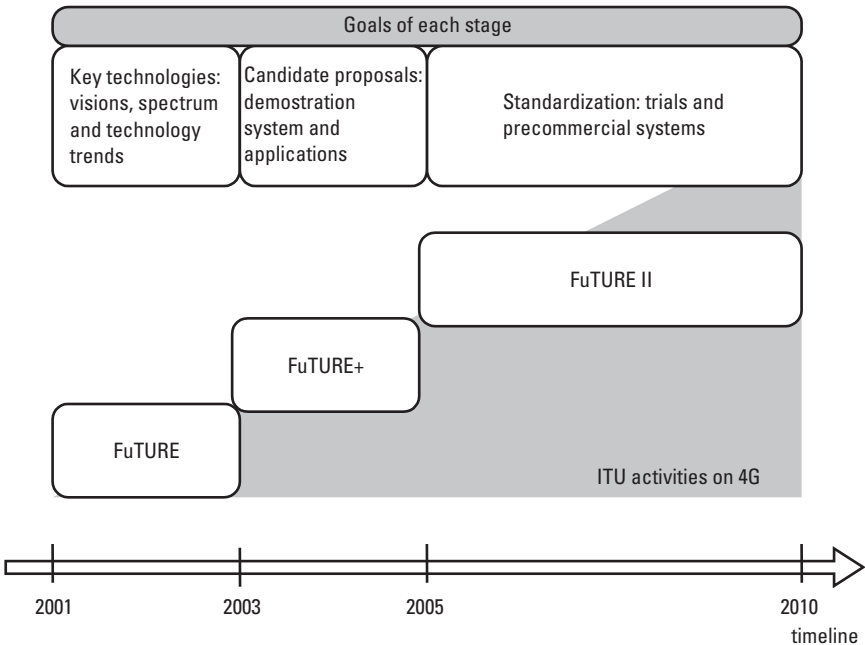 Goals of each stage
Key technologies:
visions, spectrum
and technology
trends
Candidate proposals:
demostration
system and
applications
Standardization: trials and
precommercial systems
FuTURE II
FuTURE+
FuTURE
ITU activities on 4G
2001
2003
2005
2010
timeline